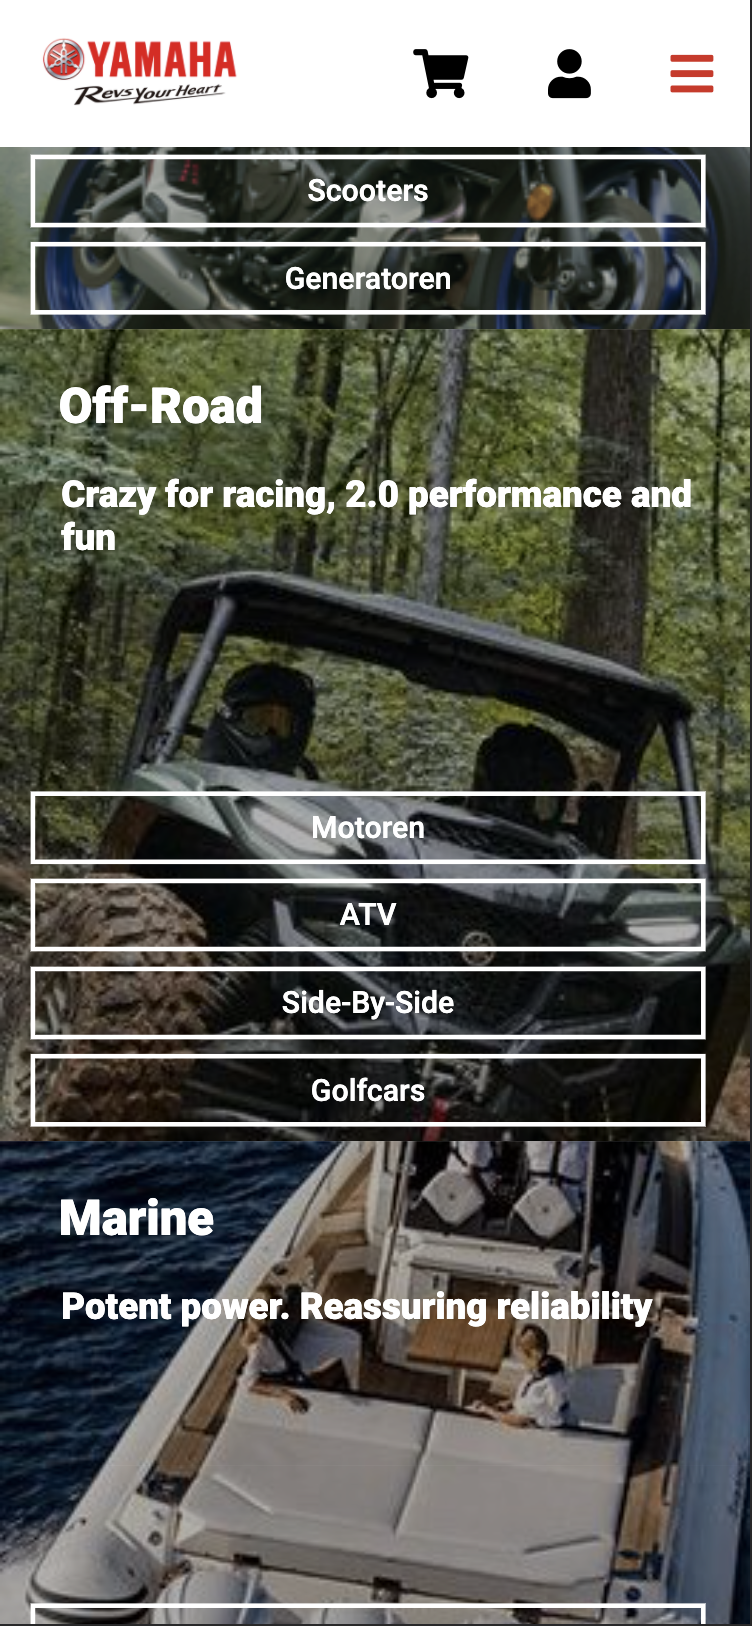 YAMAHA
Revs Your Heart
Scooters
Generatoren
Off-Road
Crazy for racing, 2.0 performance and
fun
Motoren
ATV
Side-By-Side
Golfcars
Marine
Potent power. Reassuring reliability